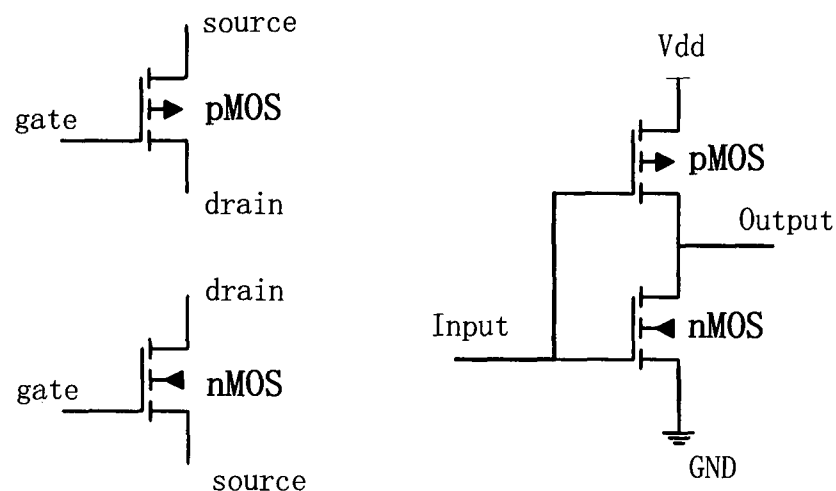 source
gate
pMOS
drain
drain
gate
nMOS
source
Vdd
pMOS
Output
Input
nMOS
GND